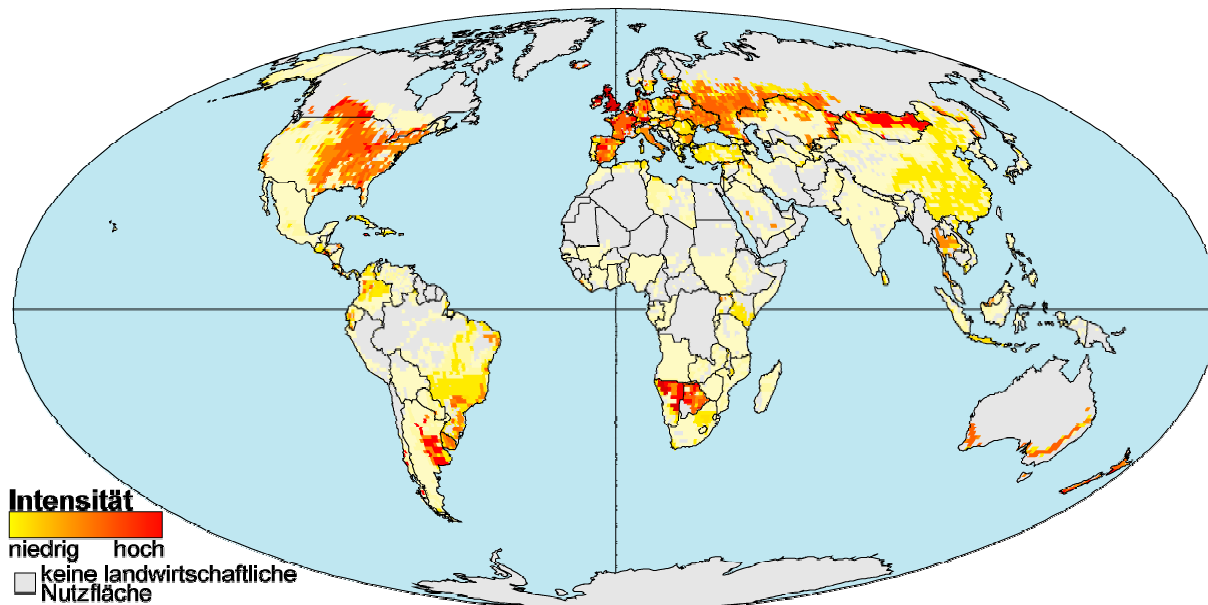 Intensität
niedrig hoch
keine landwirtschaftliche
Nutzfläche